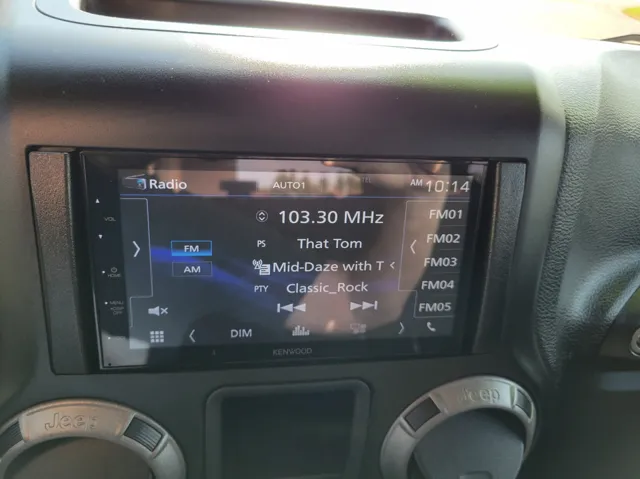 Radio AUTO1 AM 10:14
VOL
103.30 MHz FM01
FM PS That Tom FM02
AM Mid-Daze with T FM03
PTY Classic_Rock FM04
FM05
HOME
MENU
DIM
KENWOOD
Jeep Jeep